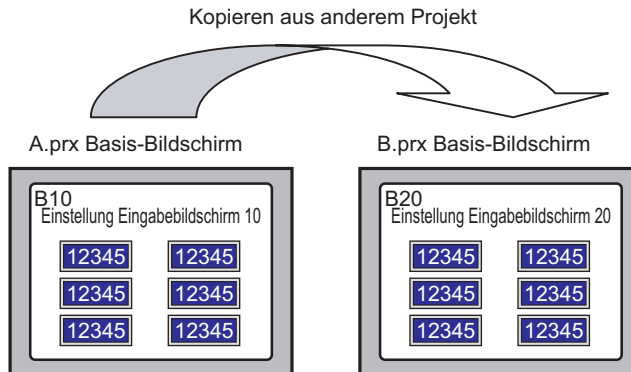 Kopieren aus anderem Projekt
A.prx Basis-Bildschirm
B10
Einstellung Eingabebildschirm 10
12345 12345
12345 12345
12345 12345
B.prx Basis-Bildschirm
B20
Einstellung Eingabebildschirm 20
12345 12345
12345 12345
12345 12345